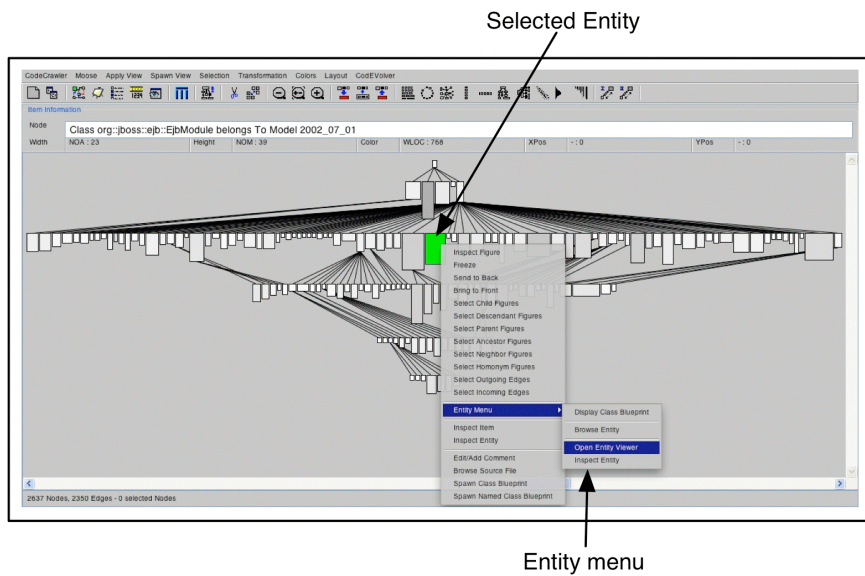 Selected Entity
CodeCrawler Moose Apply View Spawn View Selection Transformation Colors Layout CodEVolver
Item Information
Node Class org::jboss::ejb::EjbModule belongs To Model 2002_07_01
Width NOA : 23 Height NOM : 39 Color WLOC : 768 XPos - : 0 YPos - : 0
Inspect Figure
Freeze
Send to Back
Bring to Front
Select Child Figures
Select Descendant Figures
Select Parent Figures
Select Ancestor Figures
Select Neighbor Figures
Select Homonym Figures
Select Outgoing Edges
Select Incoming Edges
Entity Menu
Display Class Blueprint
Browse Entity
Open Entity Viewer
Inspect Entity
Inspect Item
Inspect Entity
Edit/Add Comment
Browse Source File
Spawn Class Blueprint
Spawn Named Class Blueprint
2637 Nodes, 2350 Edges - 0 selected Nodes
Entity menu